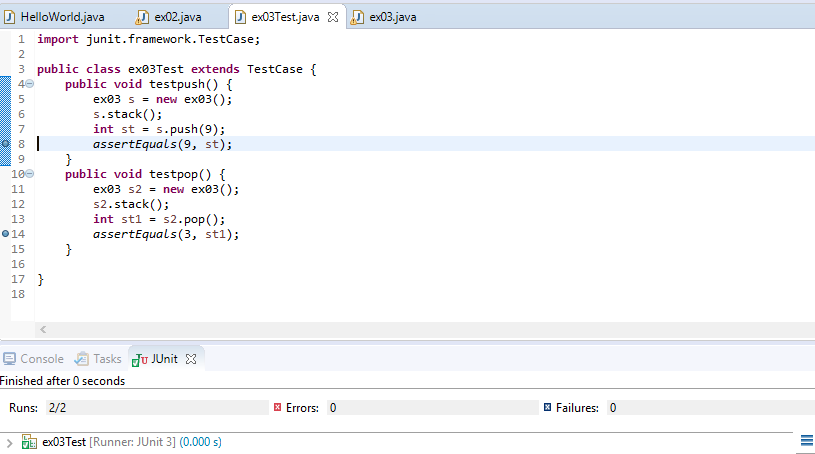 HelloWorld.java ex02.java ex03Test.java ex03.java
1 import junit.framework.TestCase;
2
3 public class ex03Test extends TestCase {
4 public void testpush() {
5 ex03 s = new ex03();
6 s.stack();
7 int st = s.push(9);
8 assertEquals(9, st);
9 }
10 public void testpop() {
11 ex03 s2 = new ex03();
12 s2.stack();
13 int st1 = s2.pop();
14 assertEquals(3, st1);
15 }
16
17 }
18
Console Tasks JUnit
Finished after 0 seconds
Runs: 2/2 Errors: 0 Failures: 0
ex03Test [Runner: JUnit 3] (0.000 s)